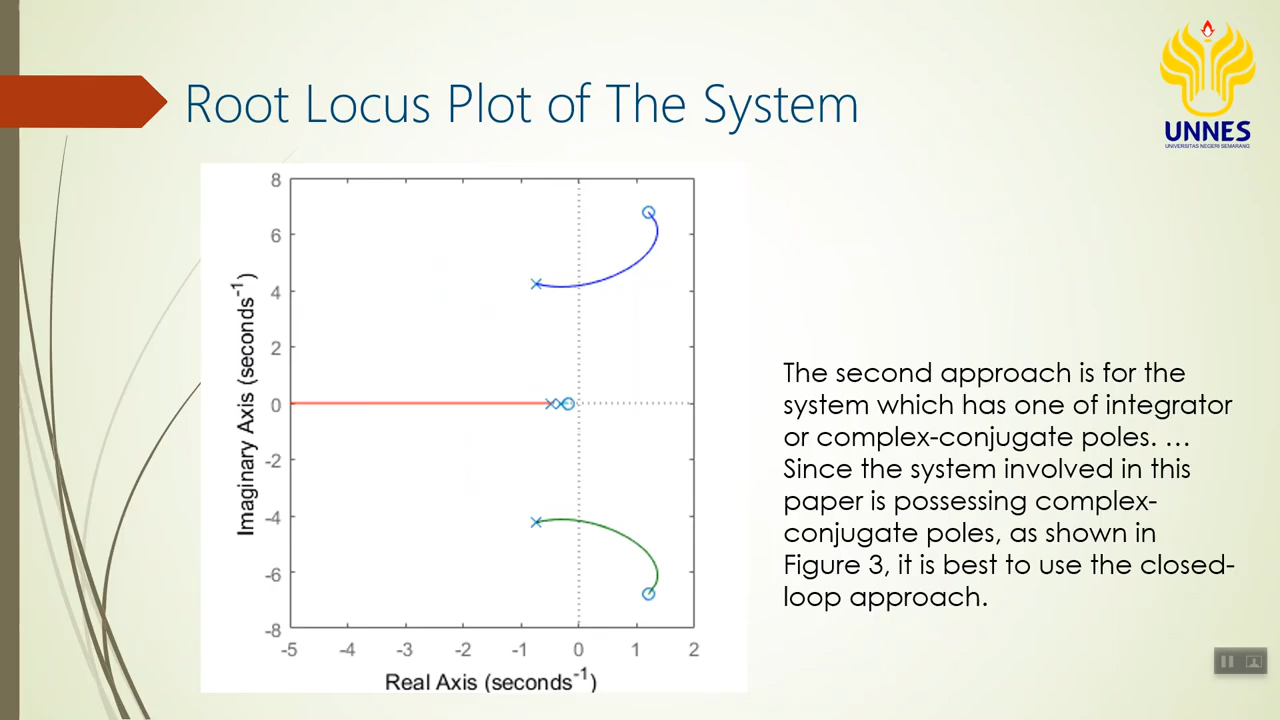 Root Locus Plot of The System
UNNES
UNIVERSITAS NEGERI SEMARANG
8
6
4
2
0
-2
-4
-6
-8
Imaginary Axis (seconds⁻¹)
-5 -4 -3 -2 -1 0 1 2
Real Axis (seconds⁻¹)
The second approach is for the
system which has one of integrator
or complex-conjugate poles. …
Since the system involved in this
paper is possessing complex-
conjugate poles, as shown in
Figure 3, it is best to use the closed-
loop approach.